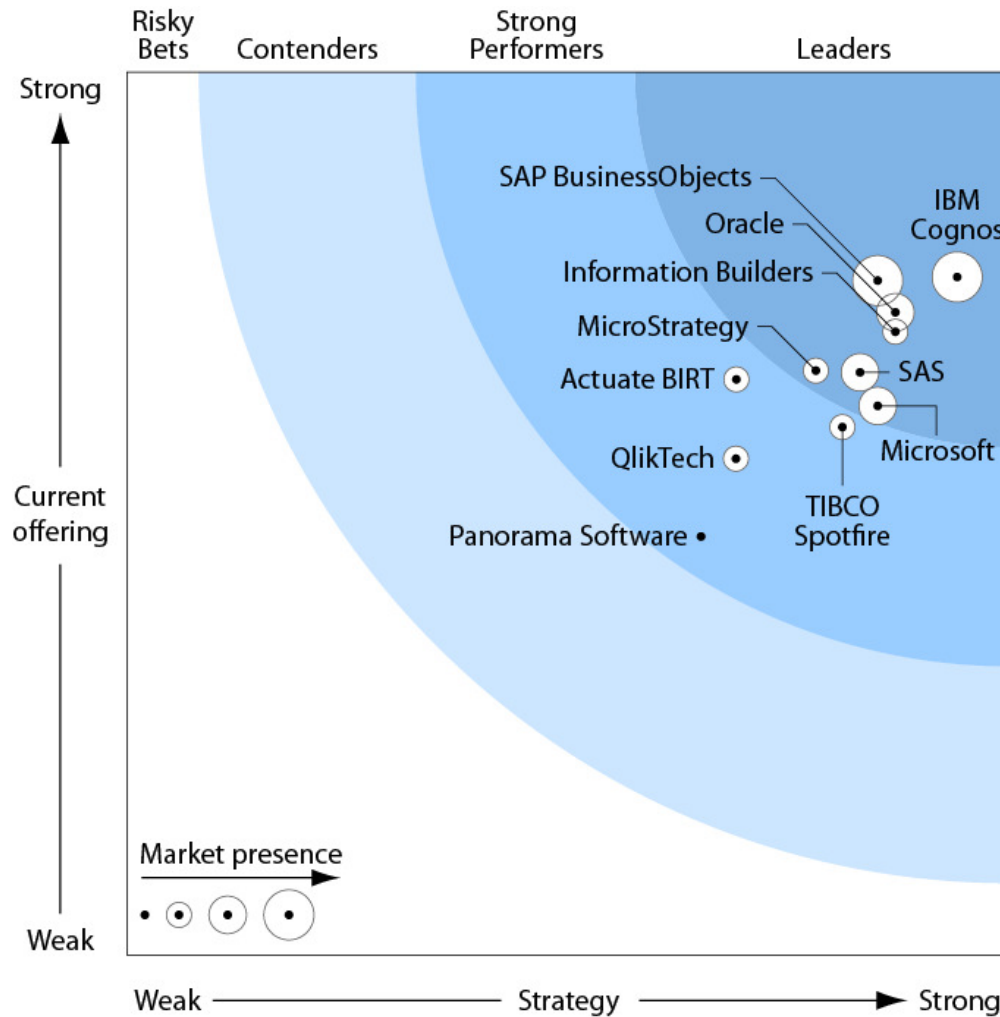 Risky
Bets
Contenders
Strong
Performers
Leaders
Strong
SAP BusinessObjects
IBM
Cognos
Oracle
Information Builders
MicroStrategy
Actuate BIRT
SAS
Microsoft
QlikTech
TIBCO
Spotfire
Panorama Software
Current
offering
Market presence
Weak
Weak
Strategy
Strong